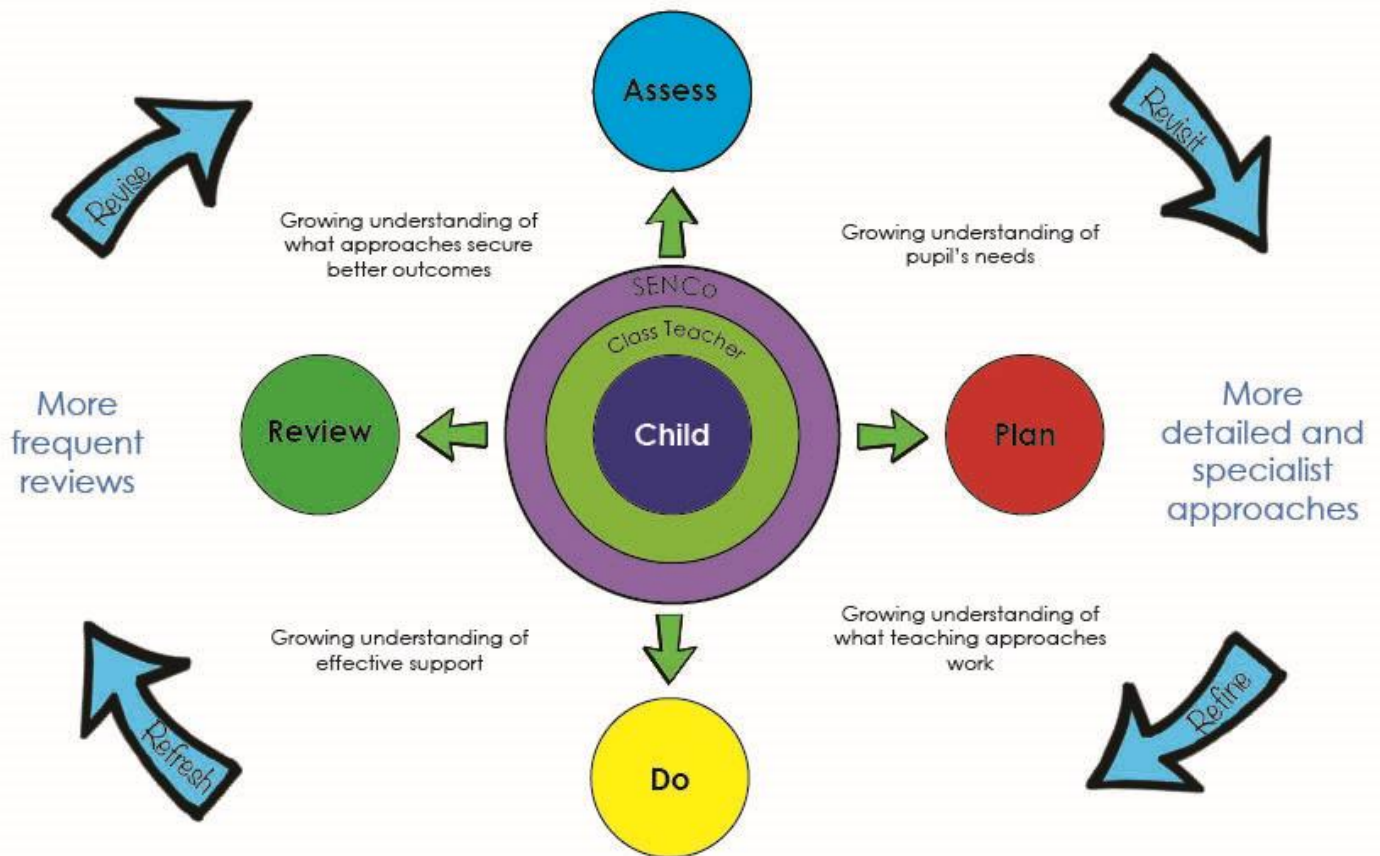 Assess
Revise
Revisit
Growing understanding of
what approaches secure
better outcomes
Growing understanding of
pupil's needs
SENCo
Class Teacher
Child
Review
Plan
More
frequent
reviews
More
detailed and
specialist
approaches
Growing understanding of
effective support
Growing understanding of
what teaching approaches
work
Refresh
Refine
Do